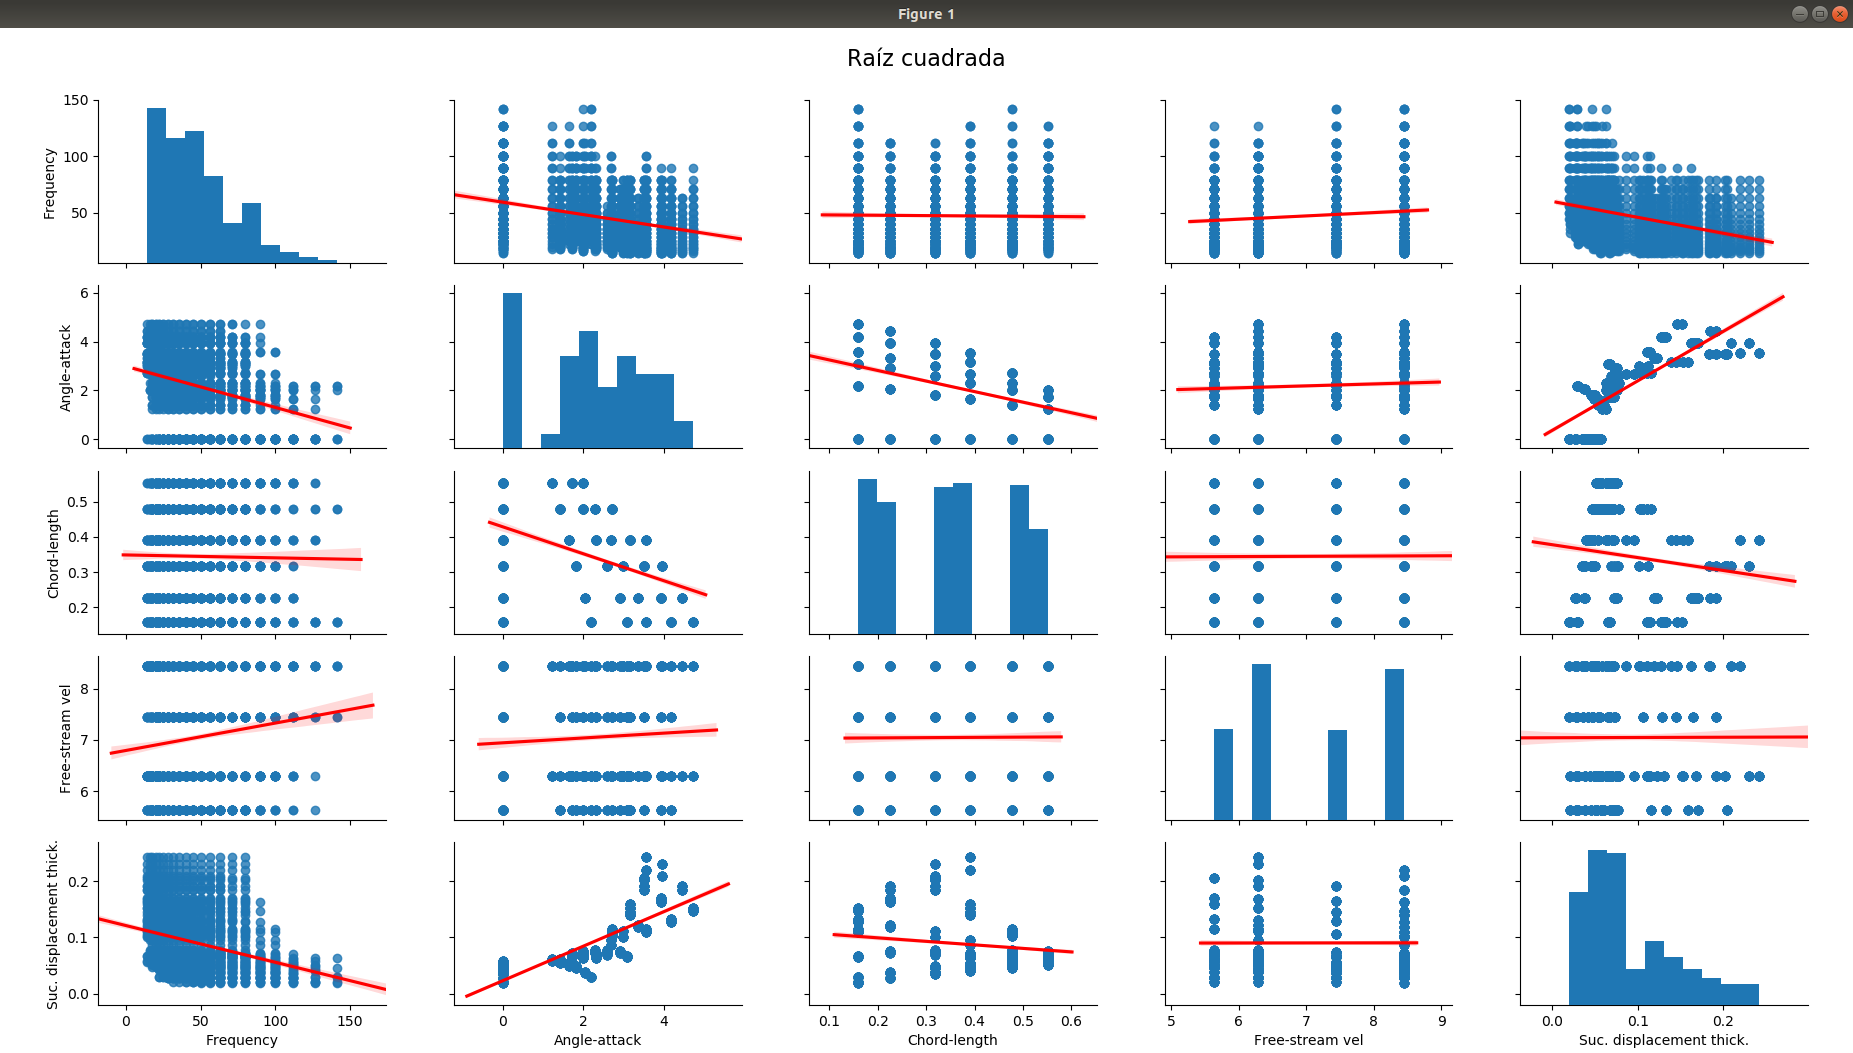 Figure 1
Raíz cuadrada
150
100
50
Frequency
6
4
2
0
Angle-attack
0.5
0.4
0.3
0.2
Chord-length
8
7
6
Free-stream vel
0.2
0.1
0.0
Suc. displacement thick.
0 50 100 150
0 2 4
0.1 0.2 0.3 0.4 0.5 0.6
5 6 7 8 9
0.0 0.1 0.2
Frequency
Angle-attack
Chord-length
Free-stream vel
Suc. displacement thick.